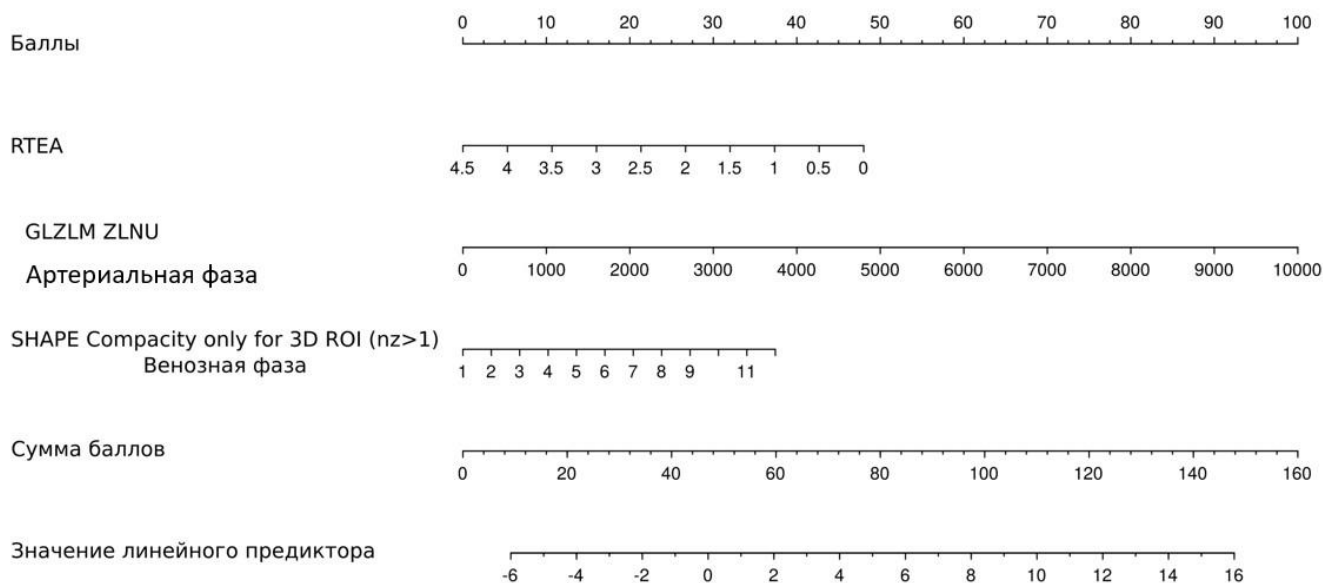 Баллы
0 10 20 30 40 50 60 70 80 90 100
RTEA
4.5 4 3.5 3 2.5 2 1.5 1 0.5 0
GLZLM ZLNU
Артериальная фаза
0 1000 2000 3000 4000 5000 6000 7000 8000 9000 10000
SHAPE Compacity only for 3D ROI (nz>1)
Венозная фаза
1 2 3 4 5 6 7 8 9 11
Сумма баллов
0 20 40 60 80 100 120 140 160
Значение линейного предиктора
-6 -4 -2 0 2 4 6 8 10 12 14 16